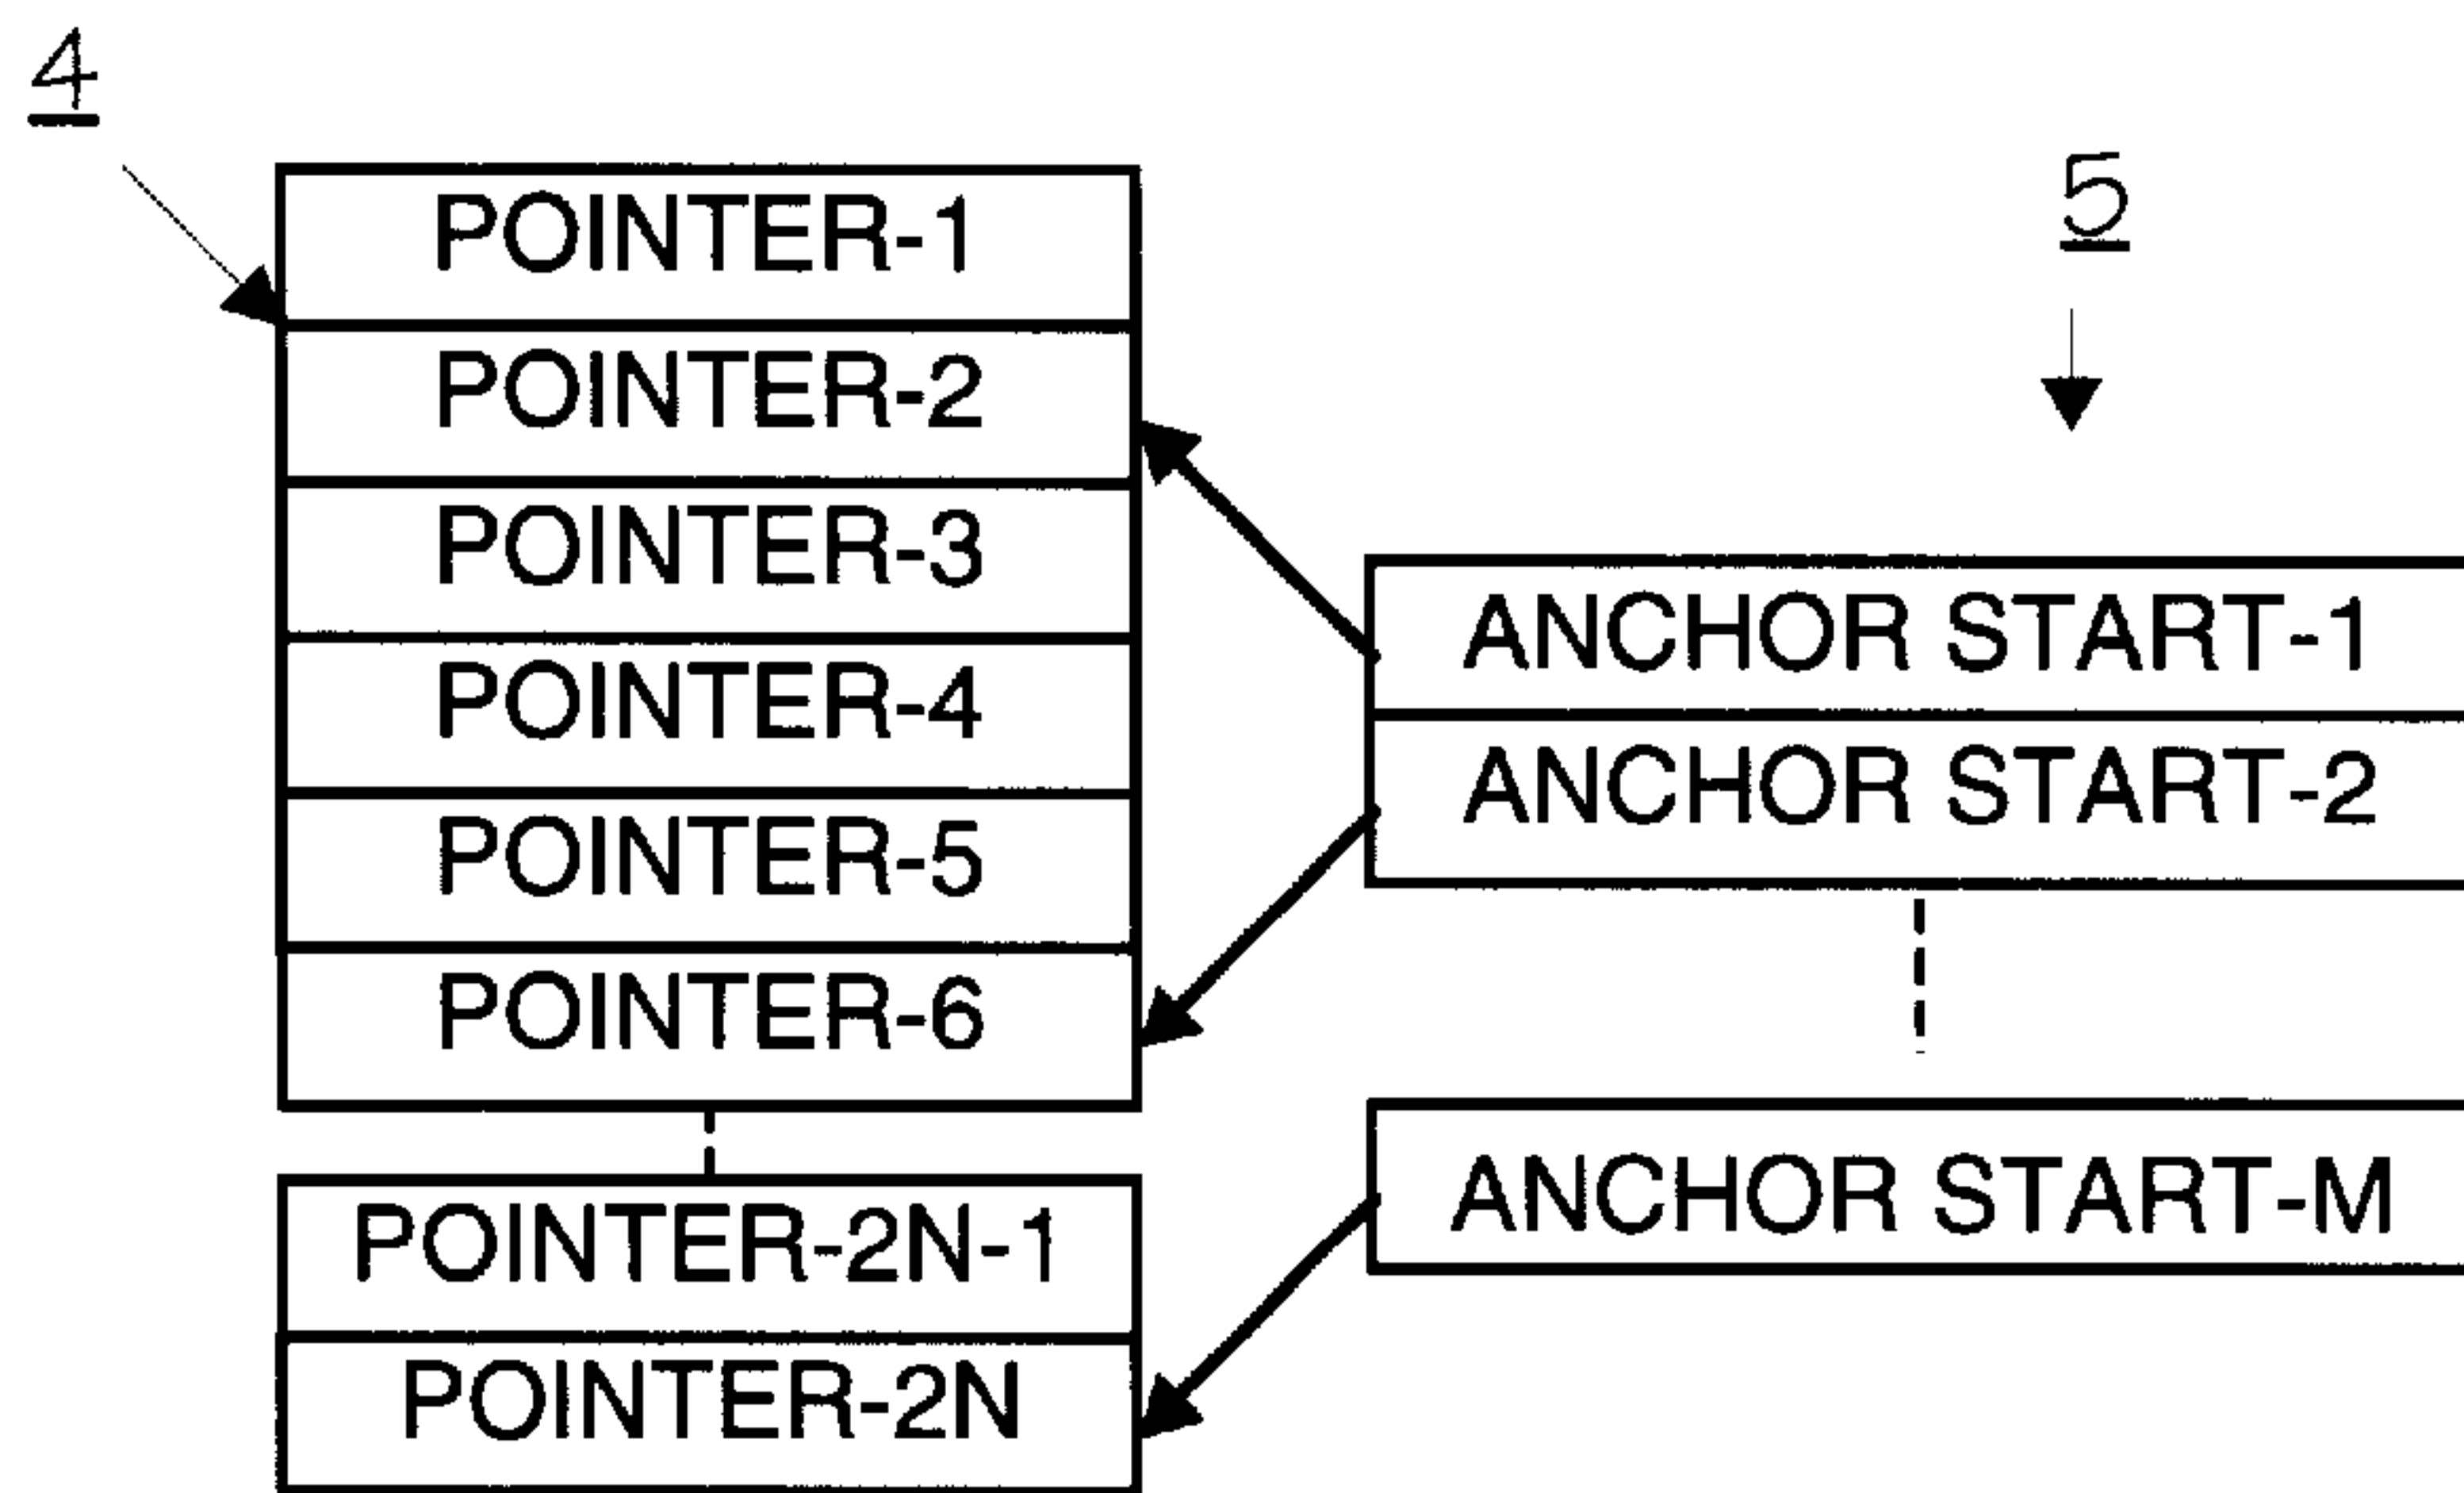 4
POINTER-1
POINTER-2
POINTER-3
POINTER-4
POINTER-5
POINTER-6
POINTER-2N-1
POINTER-2N
5
ANCHOR START-1
ANCHOR START-2
ANCHOR START-M